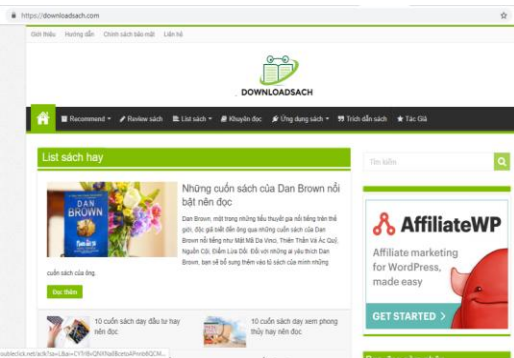 https://downloadsach.com
Giới thiệu Hướng dẫn Chính sách bảo mật Liên hệ
DOWNLOADSACH
Recommend Review sách List sách Khuyên đọc Ứng dụng sách Trích dẫn sách Tác Giả
List sách hay
Tìm kiếm
DAN
BROWN
Những cuốn sách của Dan Brown nổi
bật nên đọc
Dan Brown, một trong những tiểu thuyết gia nổi tiếng trên thế
giới, độc giả biết đến ông qua những cuốn sách của Dan
Brown nổi tiếng như Mật Mã Da Vinci, Thiên Thần Và Ác Quỷ,
Nguồn Cội, Điểm Lừa Dối. Đối với những ai yêu thích Dan
Brown, bạn sẽ bổ sung thêm vào tủ sách của mình những
cuốn sách của ông.
Đọc thêm
10 cuốn sách dạy đầu tư hay
nên đọc
10 cuốn sách dạy xem phong
thủy hay nên đọc
AffiliateWP
Affiliate marketing
for WordPress,
made easy
GET STARTED >